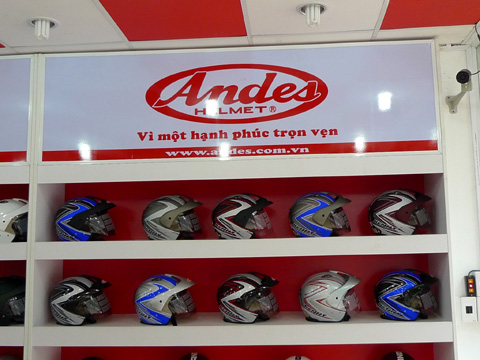 Andes
HELMET®
Vì một hạnh phúc trọn vẹn
www.andes.com.vn